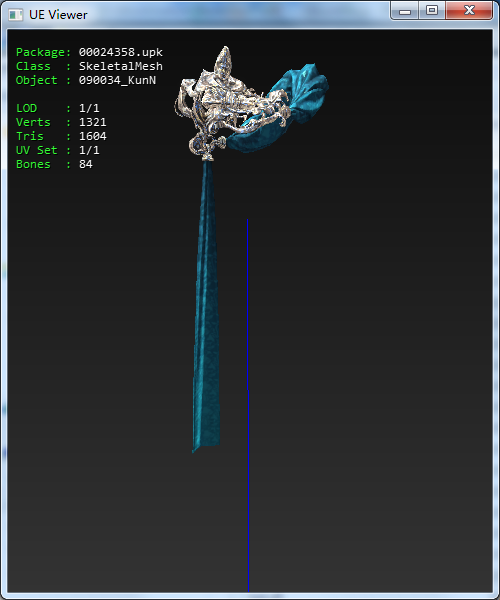 UE Viewer
Package: 00024358.upk
Class  : SkeletalMesh
Object : 090034_KunN
LOD    : 1/1
Verts  : 1321
Tris   : 1604
UV Set : 1/1
Bones  : 84